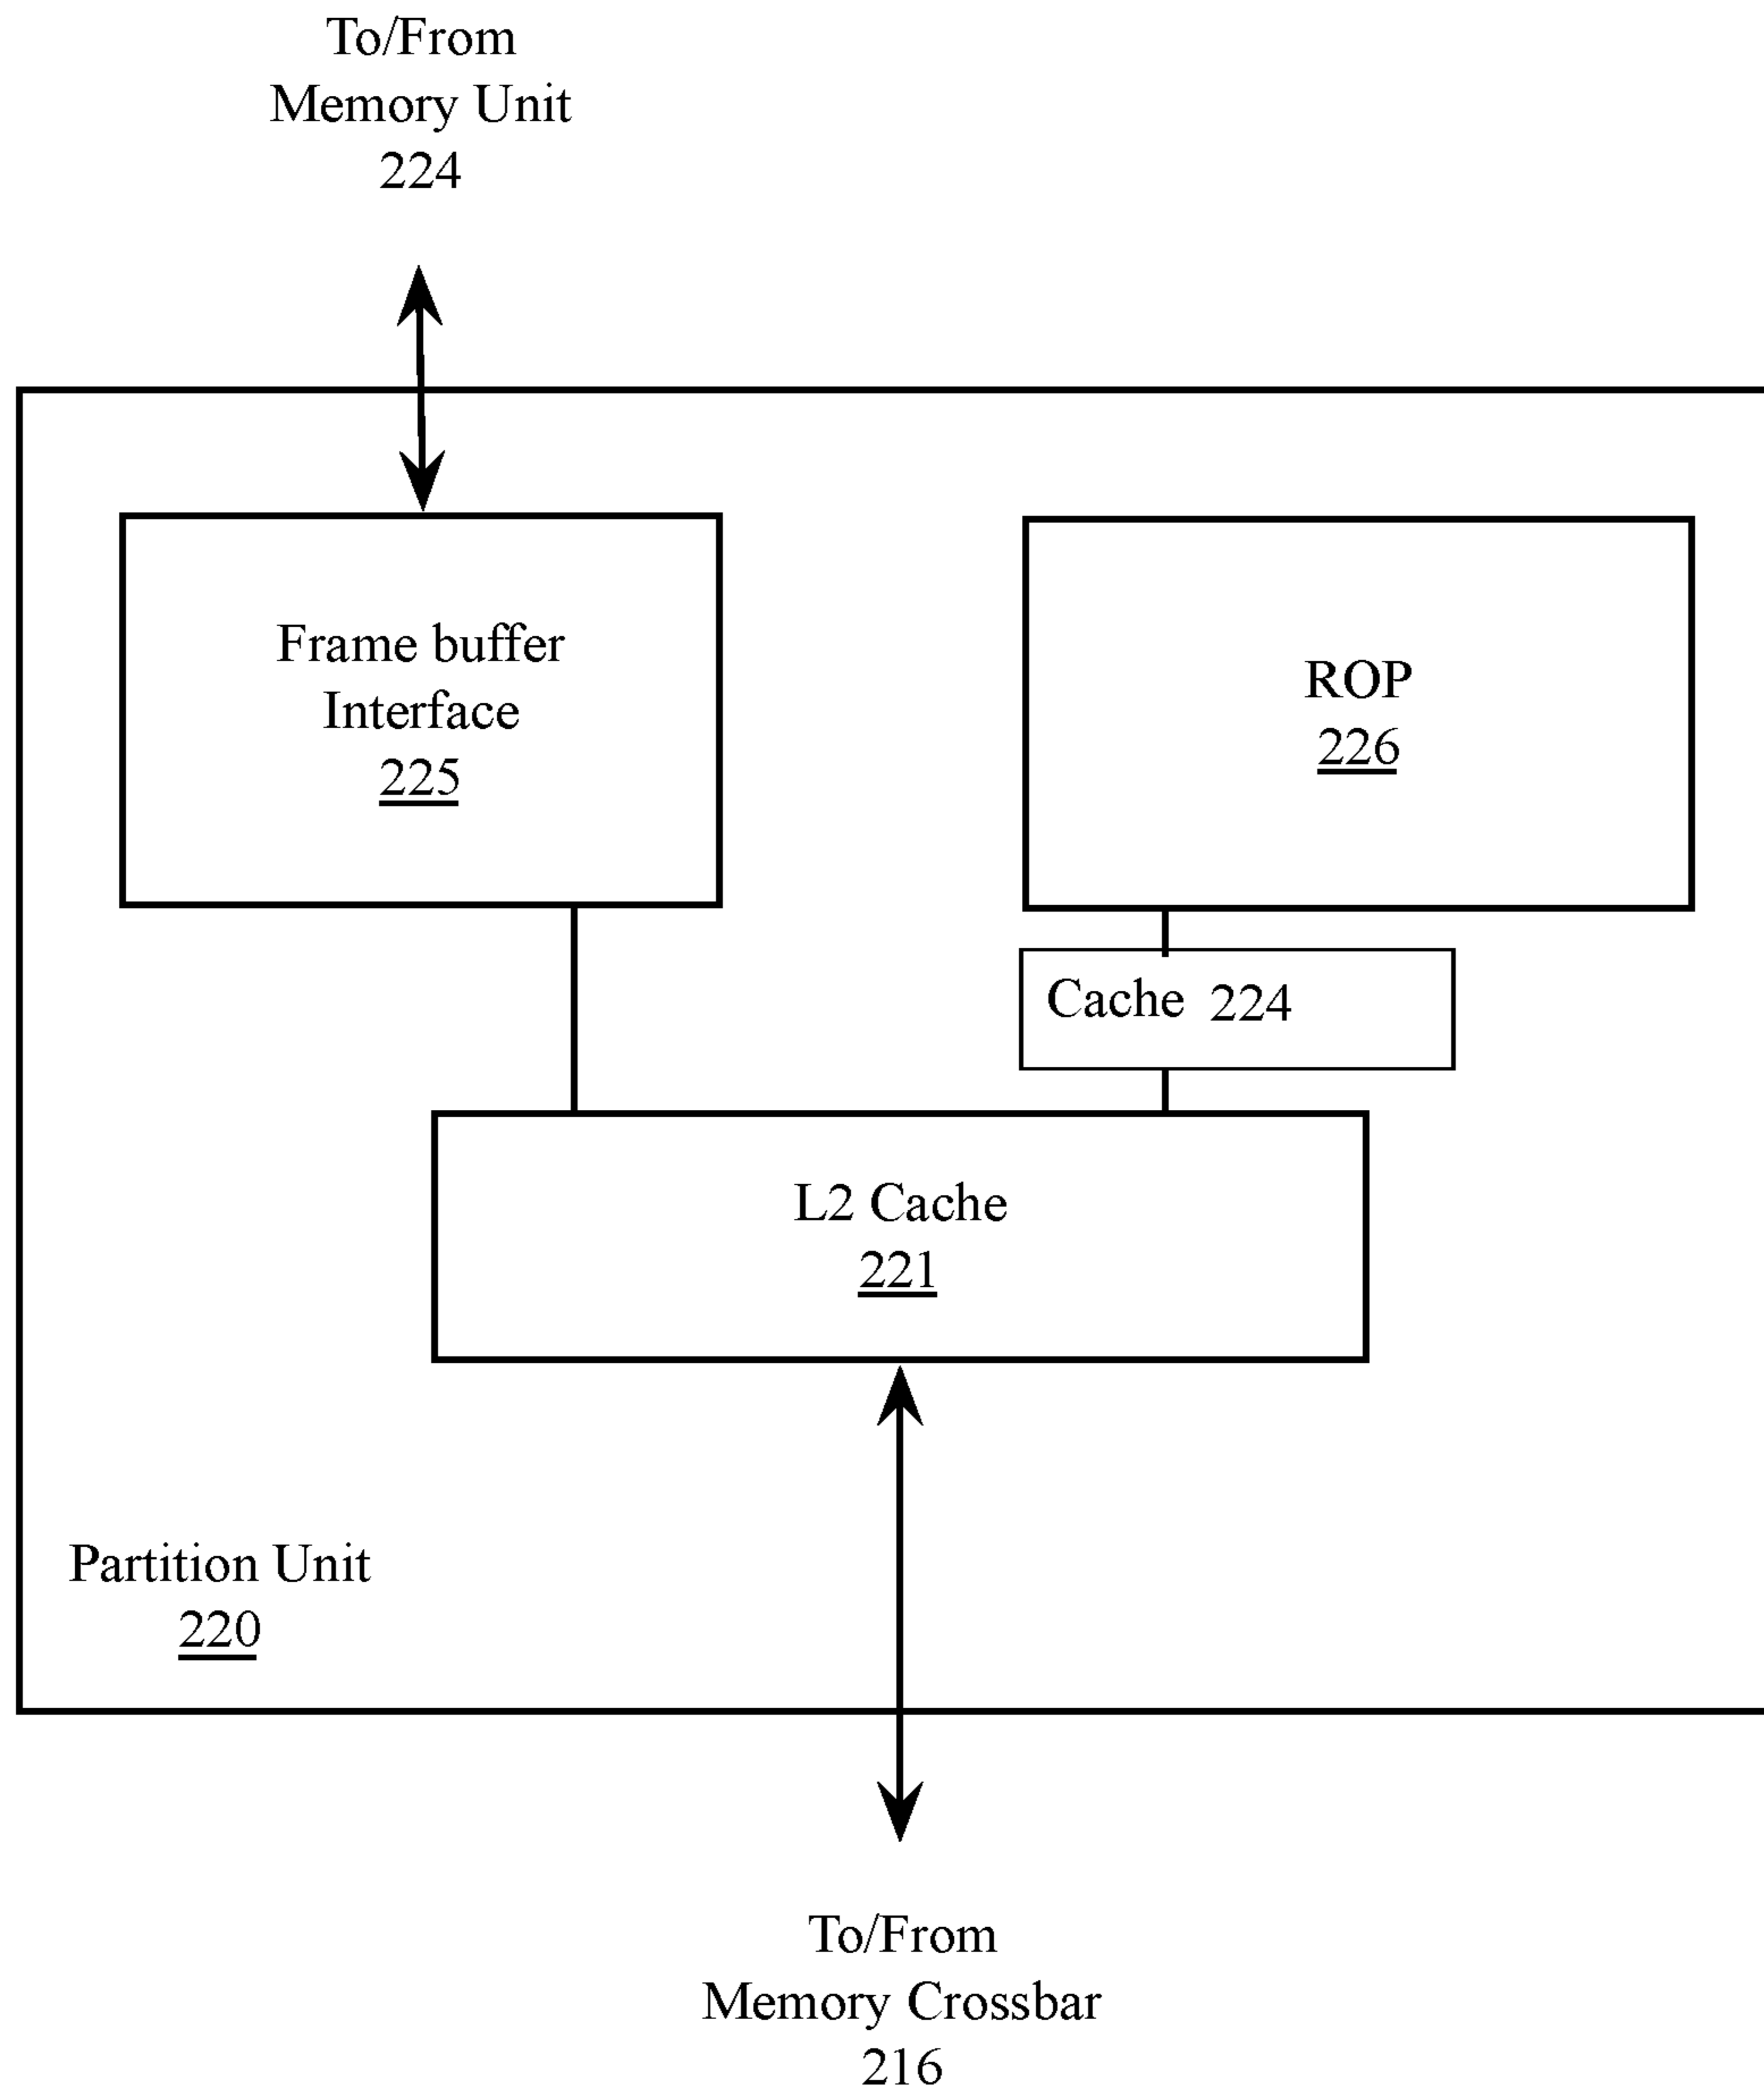 To/From
Memory Unit
224
Frame buffer
Interface
225
ROP
226
Cache 224
L2 Cache
221
Partition Unit
220
To/From
Memory Crossbar
216